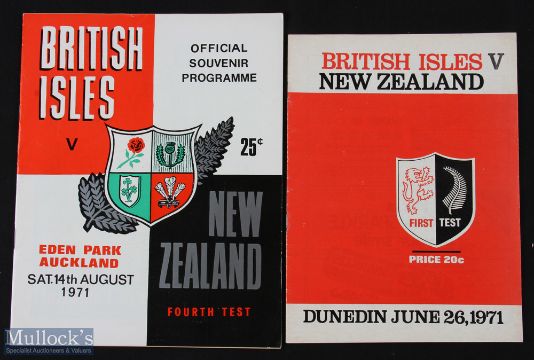 BRITISH
ISLES
V
OFFICIAL
SOUVENIR
PROGRAMME
25¢
EDEN PARK
AUCKLAND
SAT. 14th AUGUST
1971
NEW
ZEALAND
FOURTH TEST
BRITISH ISLES V
NEW ZEALAND
FIRST TEST
PRICE 20c
DUNEDIN JUNE 26, 1971
Mullock's
Specialist Auctioneers & Valuers